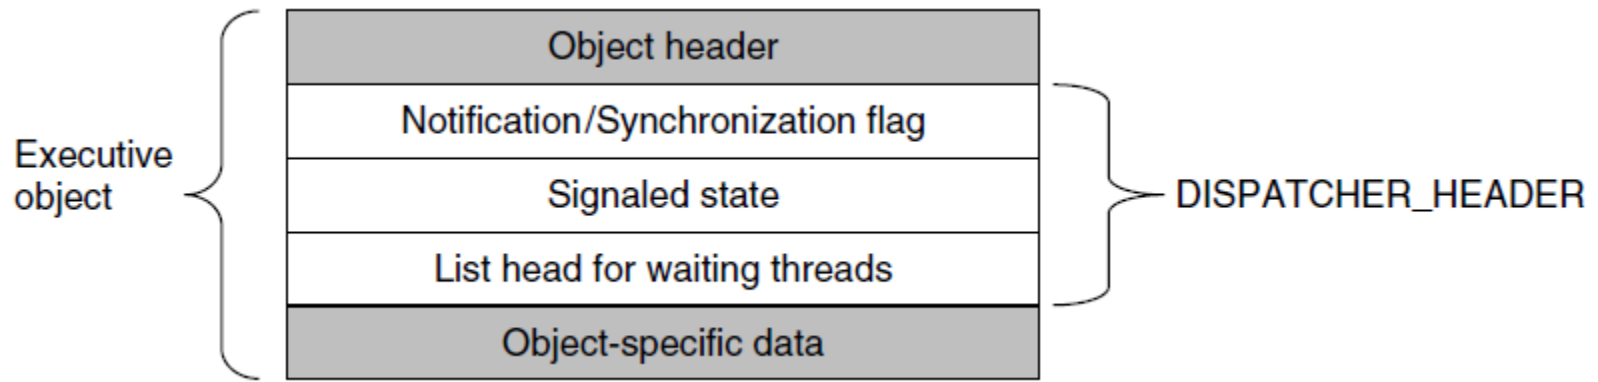 Object header
Notification/Synchronization flag
Executive
object
Signaled state
DISPATCHER_HEADER
List head for waiting threads
Object-specific data